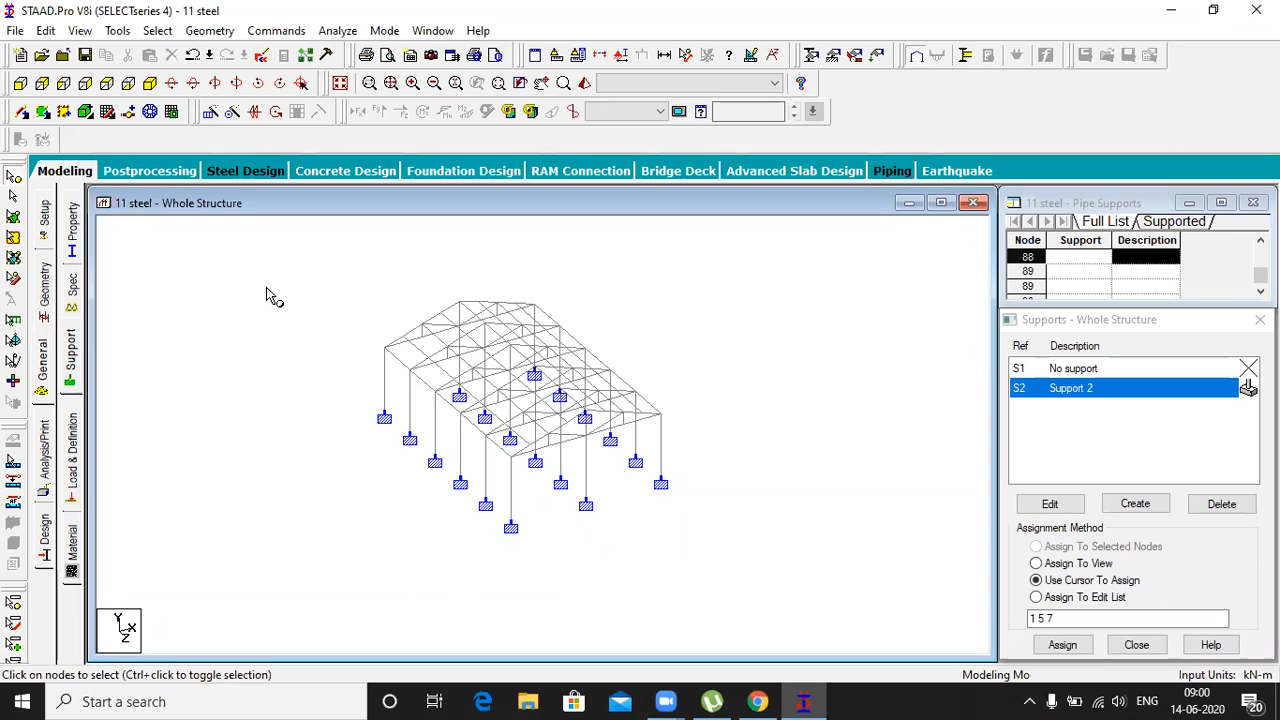 STAAD.Pro V8i (SELECTseries 4) - 11 steel
File Edit View Tools Select Geometry Commands Analyze Mode Window Help
Modeling Postprocessing Steel Design Concrete Design Foundation Design RAM Connection Bridge Deck Advanced Slab Design Piping Earthquake
11 steel - Whole Structure
11 steel - Pipe Supports
Full List Supported
Node Support Description
88
89
89
Setup
Geometry
General
Analysis/Print
Design
Property
Spec
Support
Load & Definition
Material
Supports - Whole Structure
Ref Description
S1 No support
S2 Support 2
Edit Create Delete
Assignment Method
Assign To Selected Nodes
Assign To View
Use Cursor To Assign
Assign To Edit List
1 5 7
Assign Close Help
Y
X
Z
Click on nodes to select (Ctrl+click to toggle selection)
Modeling Mo
Input Units: kN-m
Start a search
ENG
09:00
14-06-2020
20